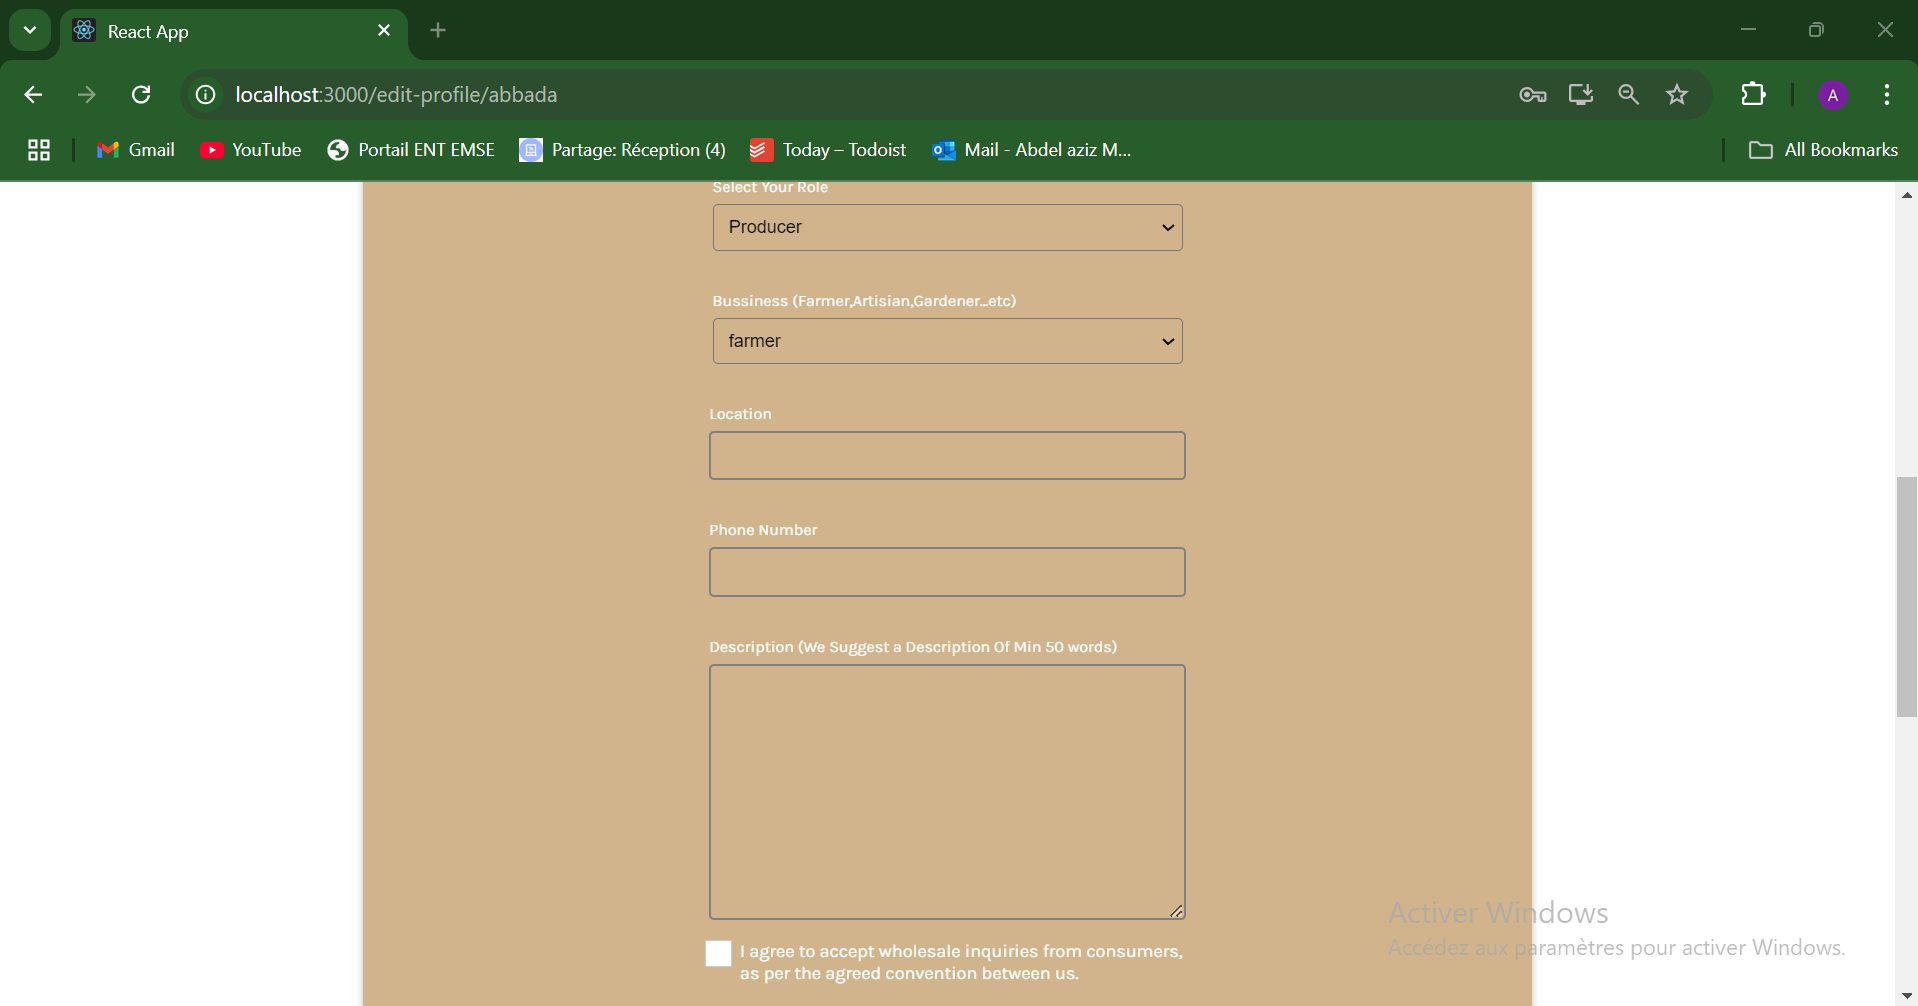 React App
localhost:3000/edit-profile/abbada
A
Gmail
YouTube
Portail ENT EMSE
Partage: Réception (4)
Today – Todoist
Mail - Abdel aziz M...
All Bookmarks
Select Your Role
Producer
Bussiness (Farmer,Artisian,Gardener...etc)
farmer
Location
Phone Number
Description (We Suggest a Description Of Min 50 words)
I agree to accept wholesale inquiries from consumers,
as per the agreed convention between us.
Activer Windows
Accédez aux paramètres pour activer Windows.